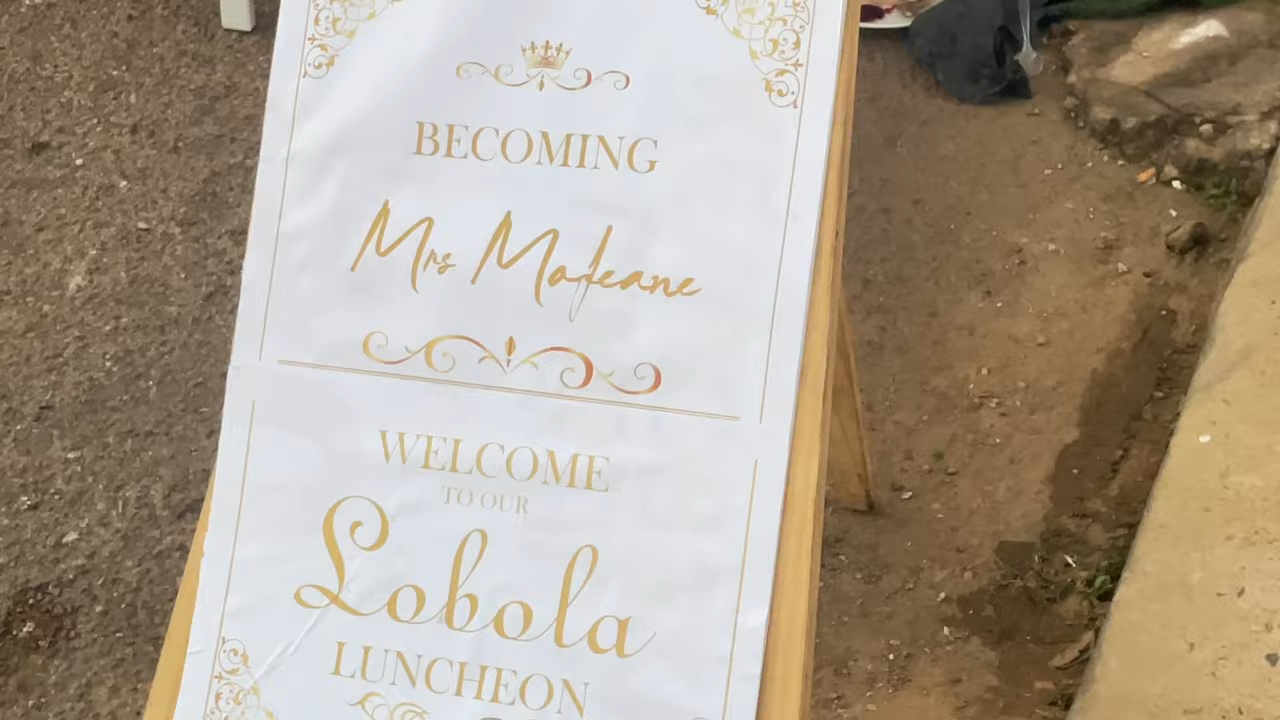 BECOMING
Mrs Mofeane
WELCOME
TO OUR
Lobola
LUNCHEON